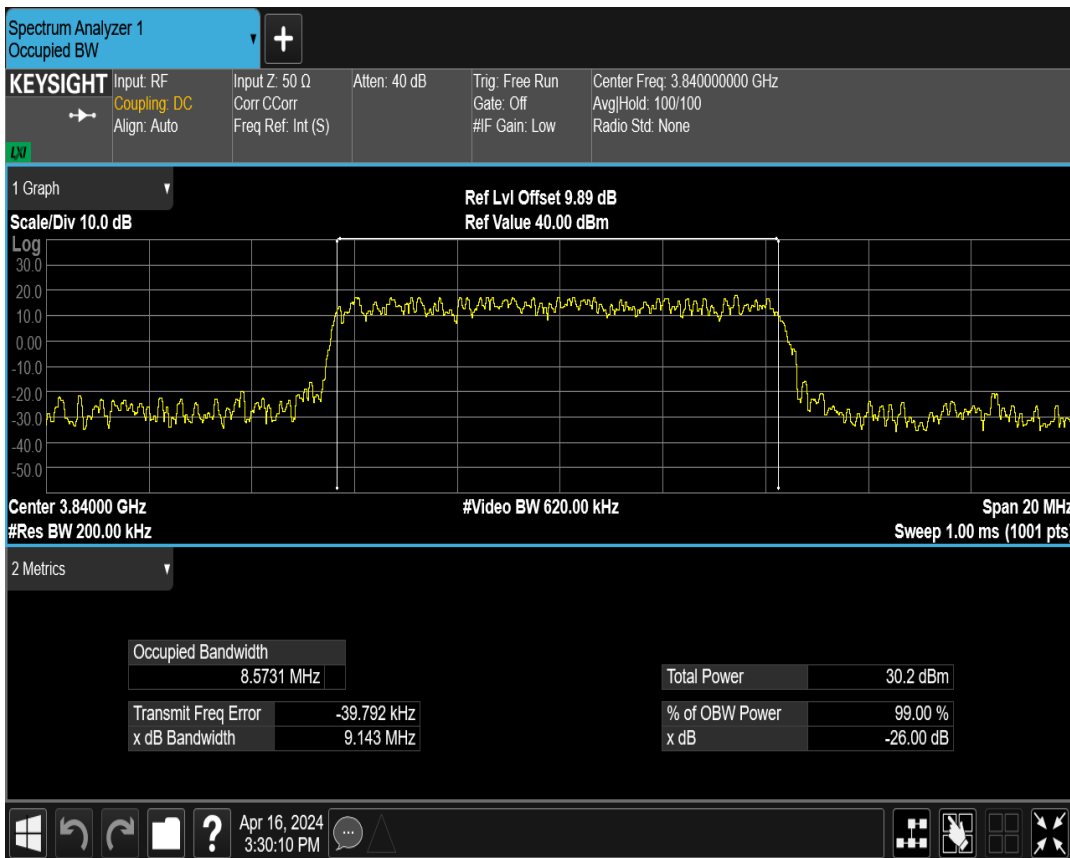 Spectrum Analyzer 1
Occupied BW
KEYSIGHT
LXI
Input: RF
Coupling: DC
Align: Auto
Input Z: 50 Ω
Corr CCorr
Freq Ref: Int (S)
Atten: 40 dB
Trig: Free Run
Gate: Off
#IF Gain: Low
Center Freq: 3.840000000 GHz
Avg|Hold: 100/100
Radio Std: None
1 Graph
Ref Lvl Offset 9.89 dB
Scale/Div 10.0 dB
Ref Value 40.00 dBm
Log
30.0
20.0
10.0
0.00
-10.0
-20.0
-30.0
-40.0
-50.0
Center 3.84000 GHz
#Video BW 620.00 kHz
Span 20 MHz
#Res BW 200.00 kHz
Sweep 1.00 ms (1001 pts)
2 Metrics
Occupied Bandwidth
8.5731 MHz
Total Power 30.2 dBm
Transmit Freq Error -39.792 kHz
% of OBW Power 99.00 %
x dB Bandwidth 9.143 MHz
x dB -26.00 dB
Apr 16, 2024
3:30:10 PM